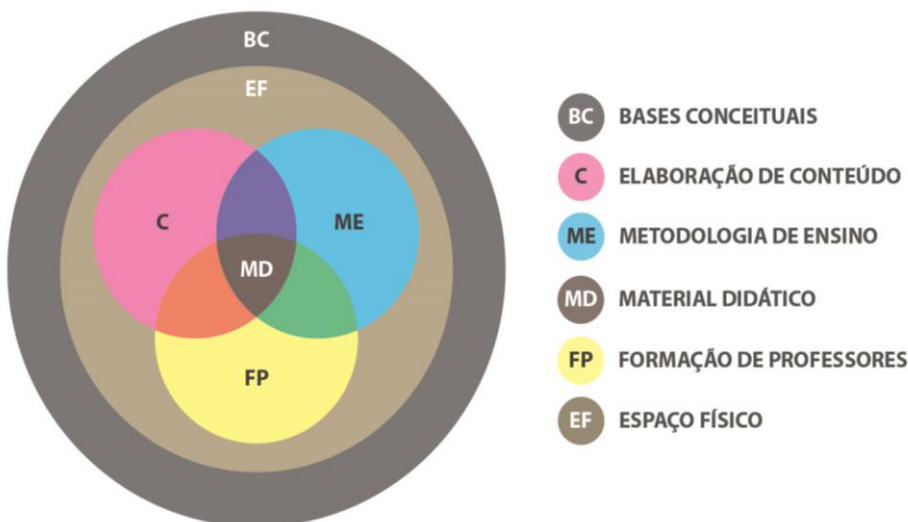 BC
EF
C
ME
MD
FP
BC BASES CONCEITUAIS
C ELABORAÇÃO DE CONTEÚDO
ME METODOLOGIA DE ENSINO
MD MATERIAL DIDÁTICO
FP FORMAÇÃO DE PROFESSORES
EF ESPAÇO FÍSICO